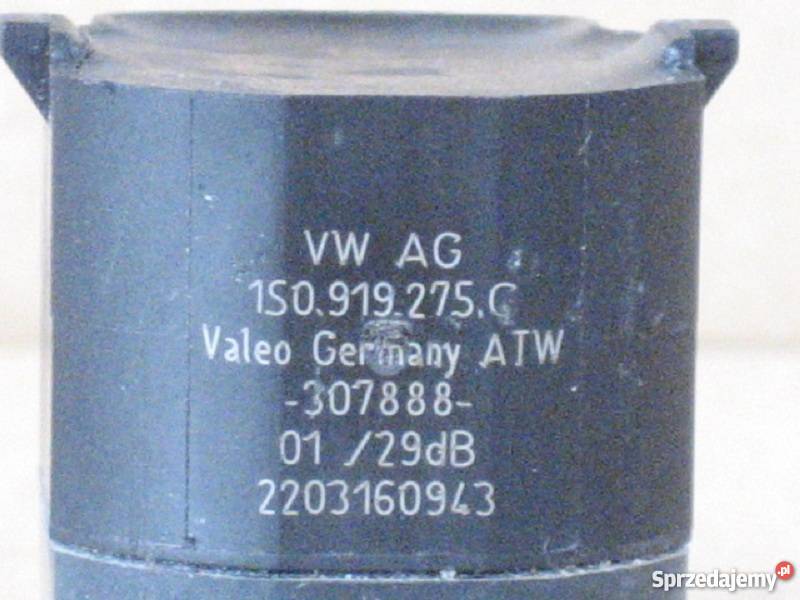 VW AG
1S0.919.275.C
Valeo Germany ATW
-307888-
01 /29dB
2203160943
Sprzedajemy.pl